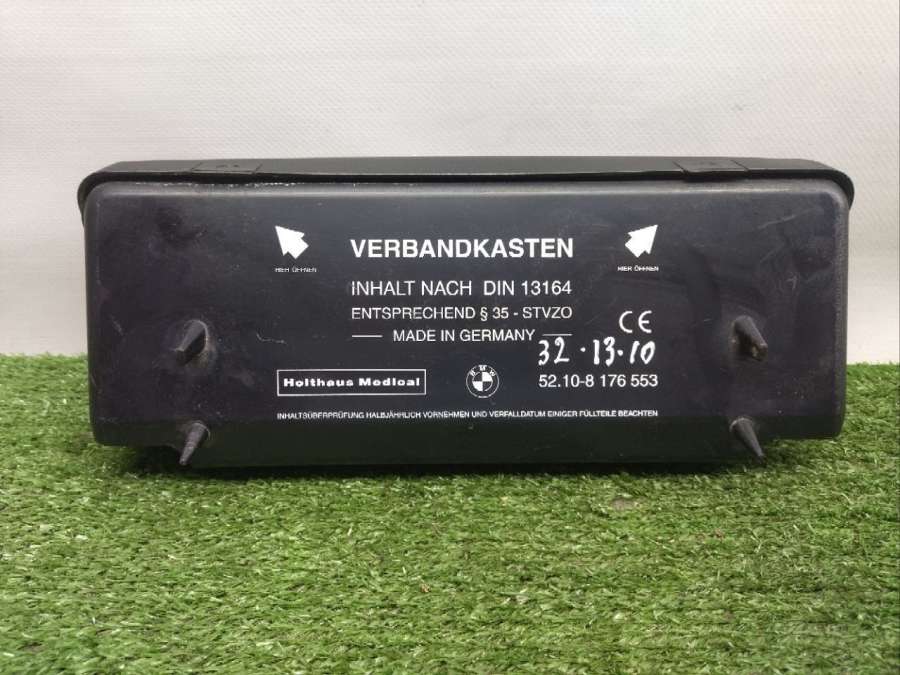 VERBANDKASTEN
HIER ÖFFNEN
HIER ÖFFNEN
INHALT NACH DIN 13164
ENTSPRECHEND § 35 - STVZO
MADE IN GERMANY
CE
32.13.10
Holthaus Medical
BMW
52.10-8 176 553
INHALTSÜBERPRÜFUNG HALBJÄHRLICH VORNEHMEN UND VERFALLDATUM EINIGER FÜLLTEILE BEACHTEN